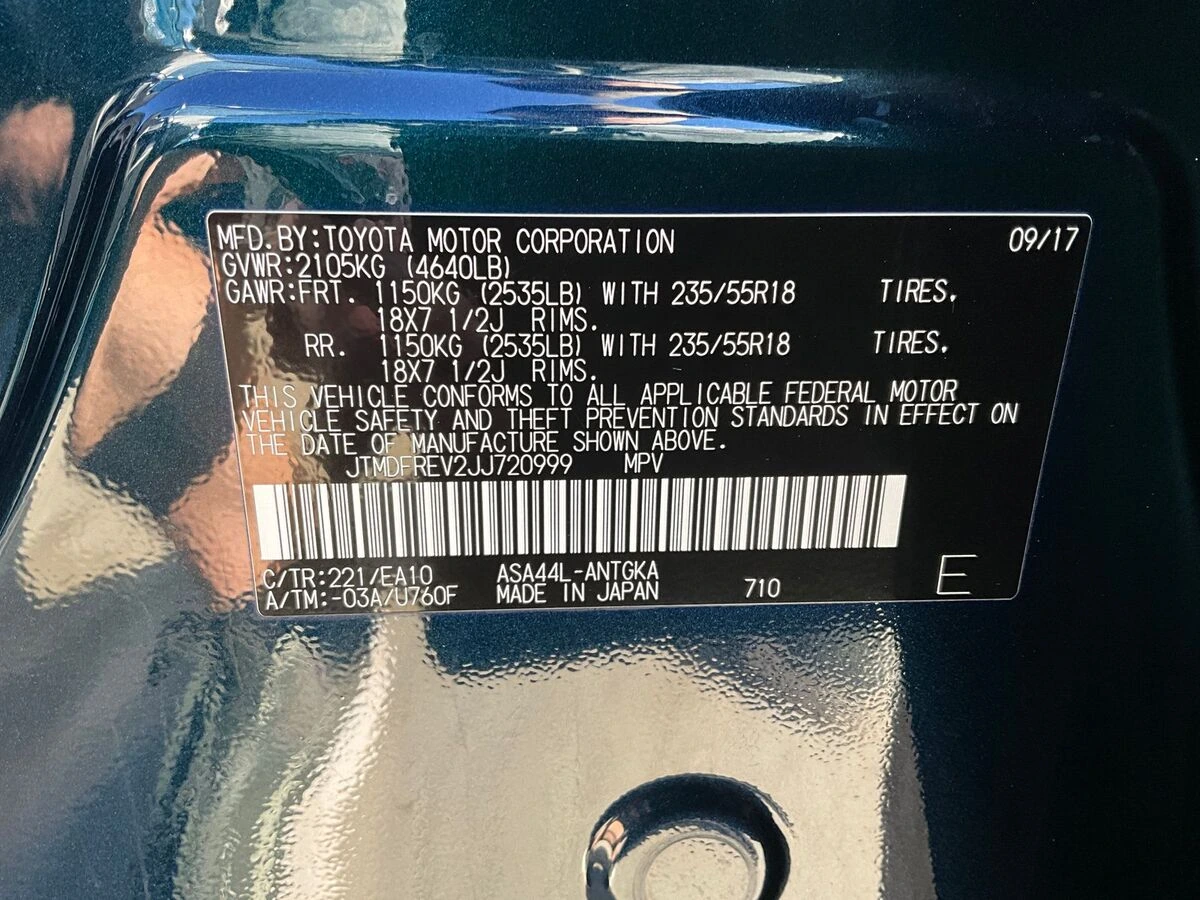 MFD. BY:TOYOTA MOTOR CORPORATION 09/17
GVWR:2105KG (4640LB)
GAWR:FRT. 1150KG (2535LB) WITH 235/55R18 TIRES.
18X7 1/2J RIMS.
RR. 1150KG (2535LB) WITH 235/55R18 TIRES.
18X7 1/2J RIMS.
THIS VEHICLE CONFORMS TO ALL APPLICABLE FEDERAL MOTOR
VEHICLE SAFETY AND THEFT PREVENTION STANDARDS IN EFFECT ON
THE DATE OF MANUFACTURE SHOWN ABOVE.
JTMDFREV2JJ720999 MPV
C/TR:221/EA10 ASA44L-ANTGKA
A/TM:-03A/U760F MADE IN JAPAN 710 E